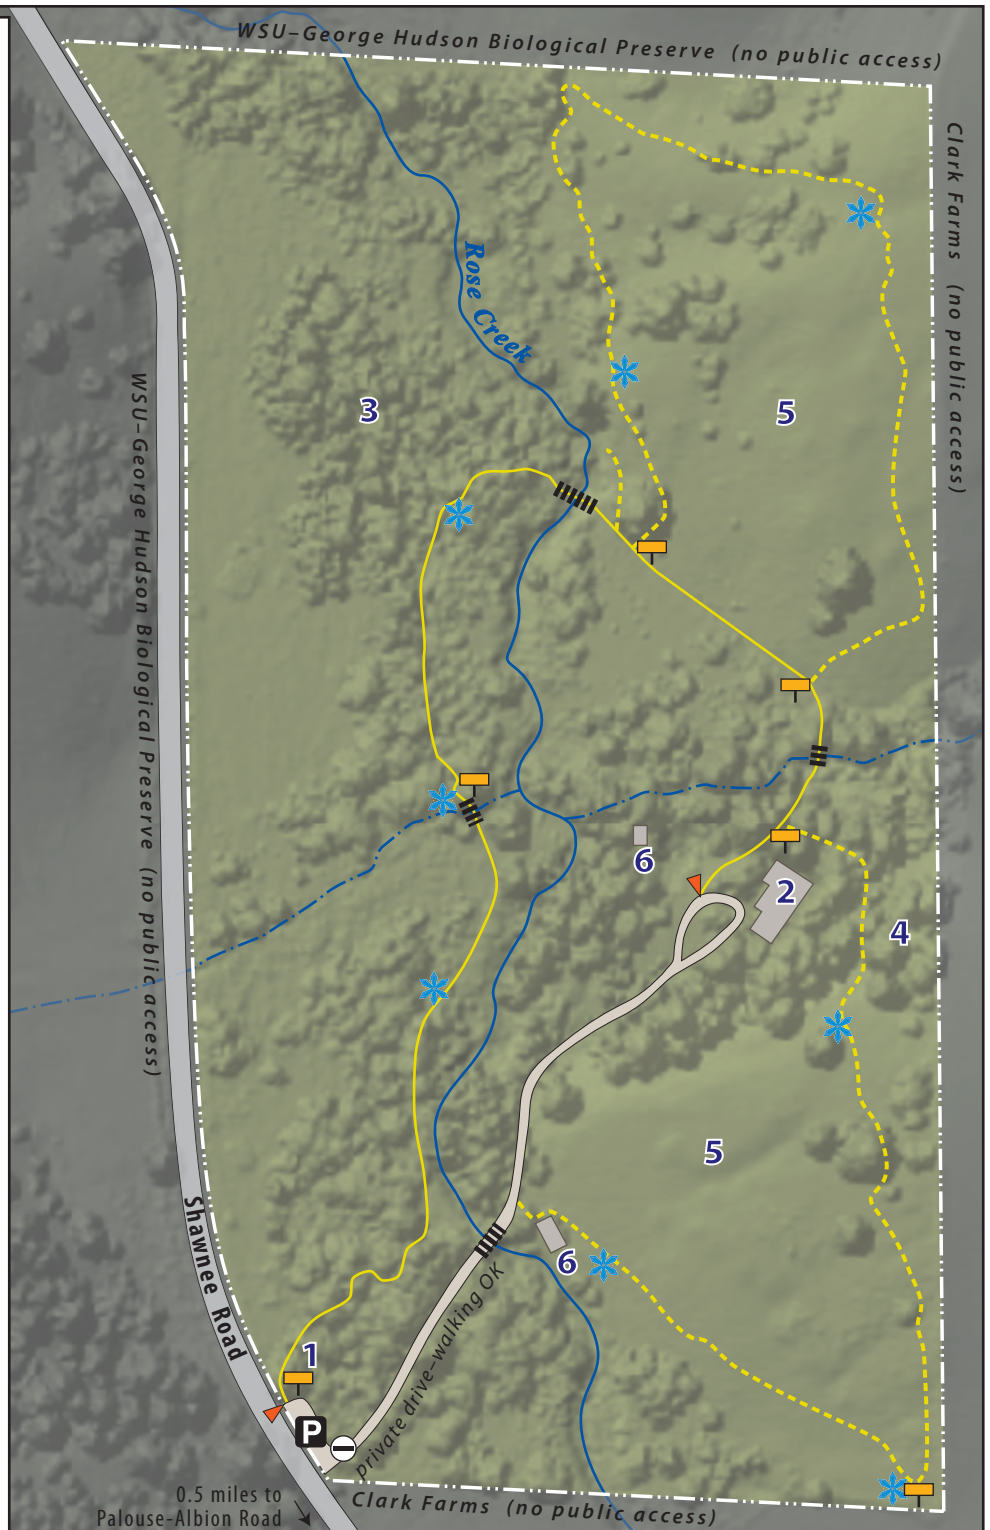 WSU–George Hudson Biological Preserve (no public access)
Clark Farms (no public access)
Rose Creek
3
5
WSU–George Hudson Biological Preserve (no public access)
6
2
4
5
Shawnee Road
6
private drive–walking OK
1
P
0.5 miles to
Palouse-Albion Road
Clark Farms (no public access)